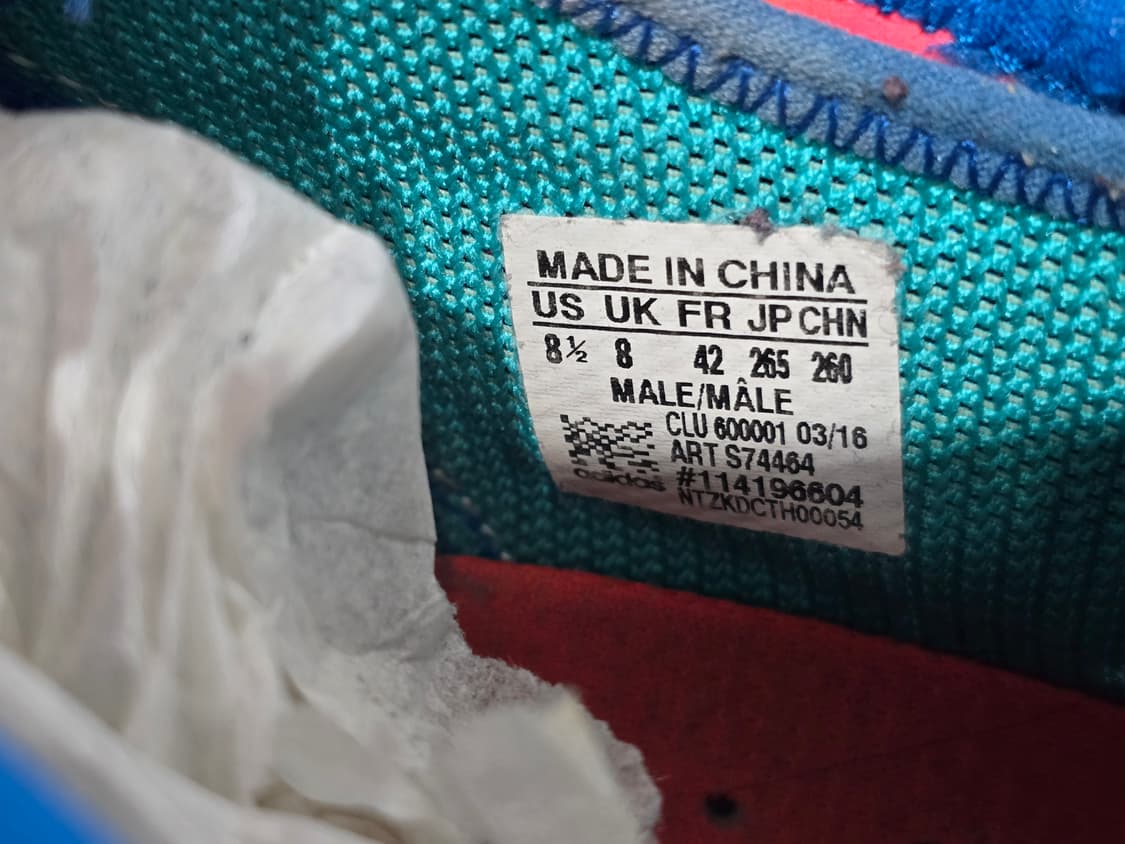 MADE IN CHINA
US UK FR JP CHN
8½ 8 42 265 260
MALE/MÂLE
CLU 600001 03/16
ART S74464
#114196604
adidas
NTZKDCTH00054